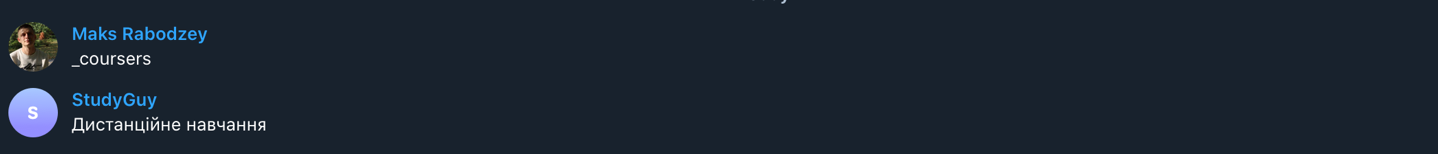 Maks Rabodzey
_coursers
StudyGuy
S
Дистанційне навчання